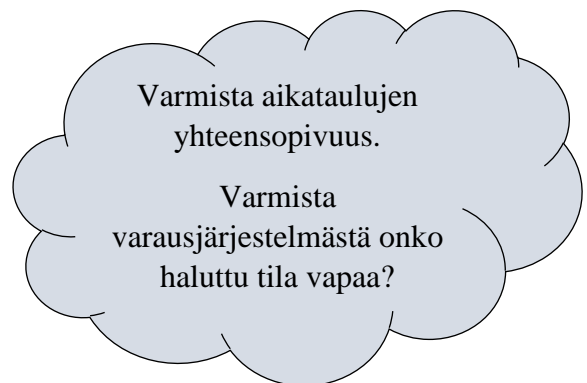 Varmista aikataulujen
yhteensopivuus.
Varmista
varausjärjestelmästä onko
haluttu tila vapaa?